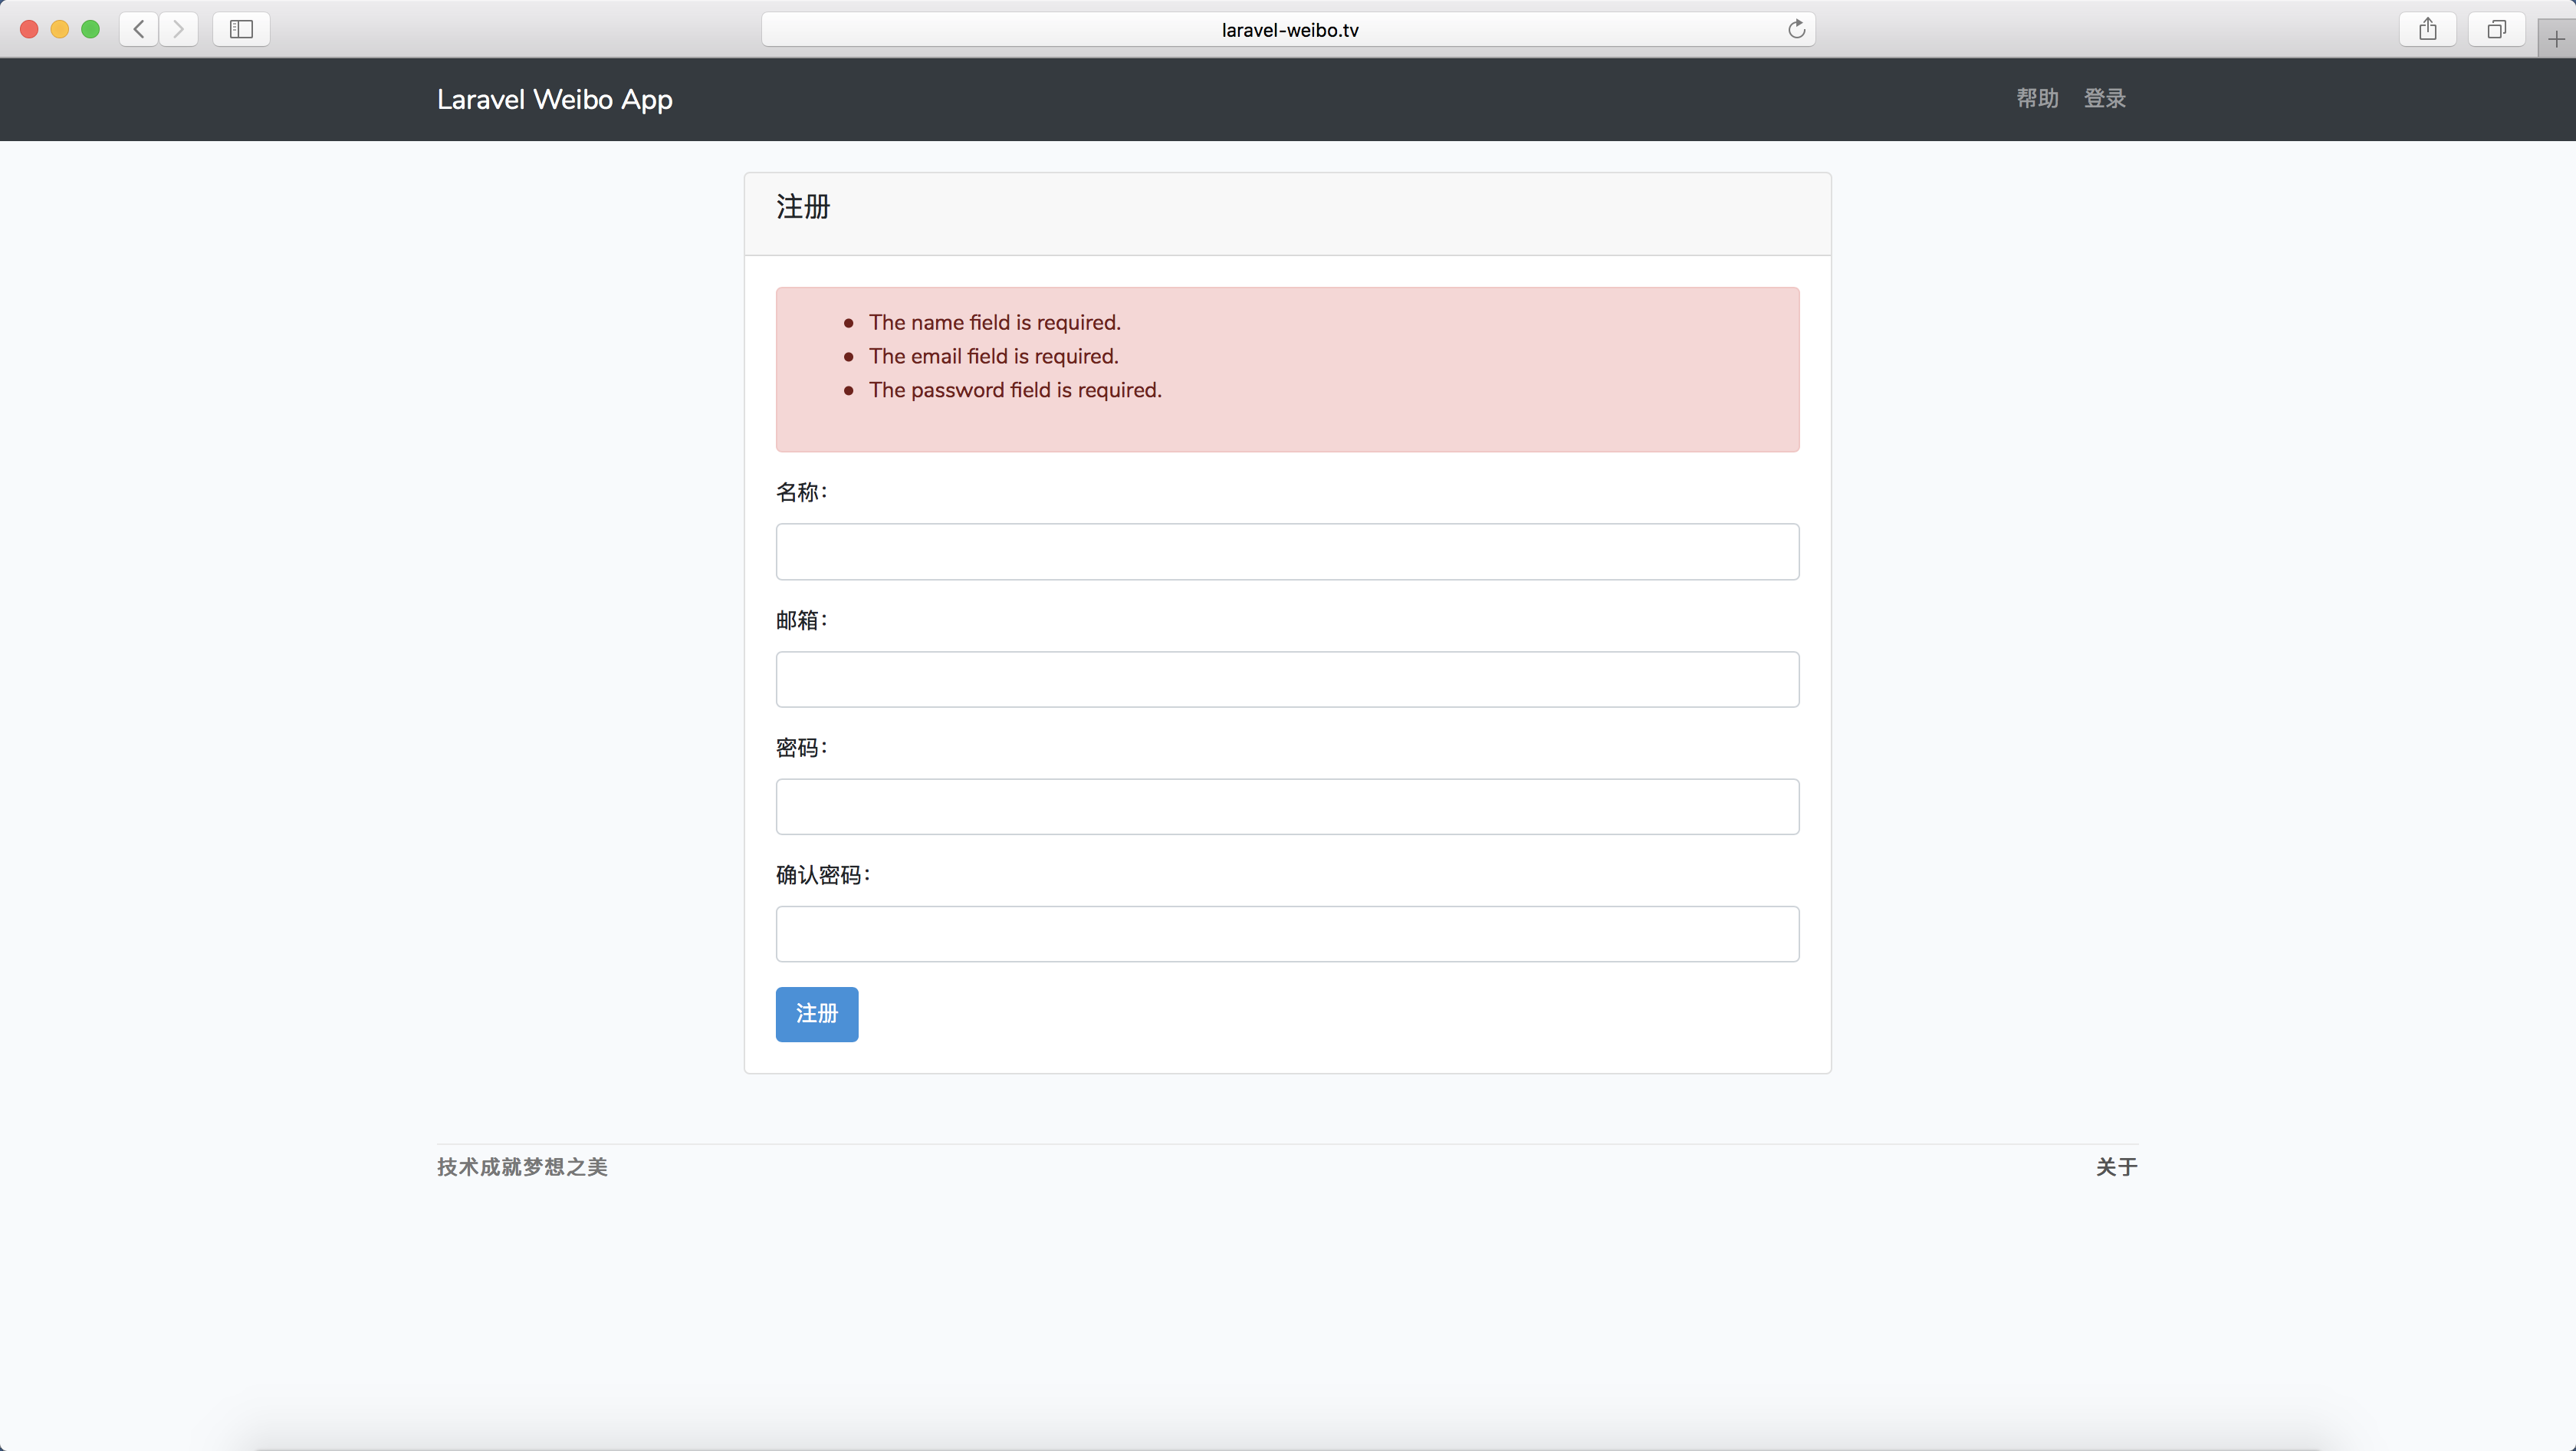 laravel-weibo.tv
Laravel Weibo App
帮助 登录
注册
The name field is required.
The email field is required.
The password field is required.
名称：
邮箱：
密码：
确认密码：
注册
技术成就梦想之美
关于